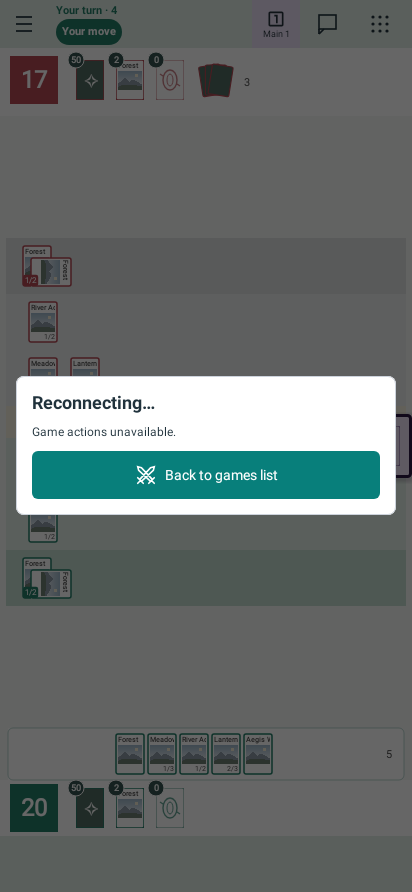 Your turn · 4
Your move
1
Main 1
17
50
2
Forest
0
3
Forest
Forest
1/2
River Ac
1/2
Meadow
Lantern
Reconnecting…
Game actions unavailable.
Back to games list
1/2
Forest
Forest
1/2
Forest
Meadow
River Ac
Lantern
Aegis
1/3
1/2
2/3
5
20
50
2
Forest
0